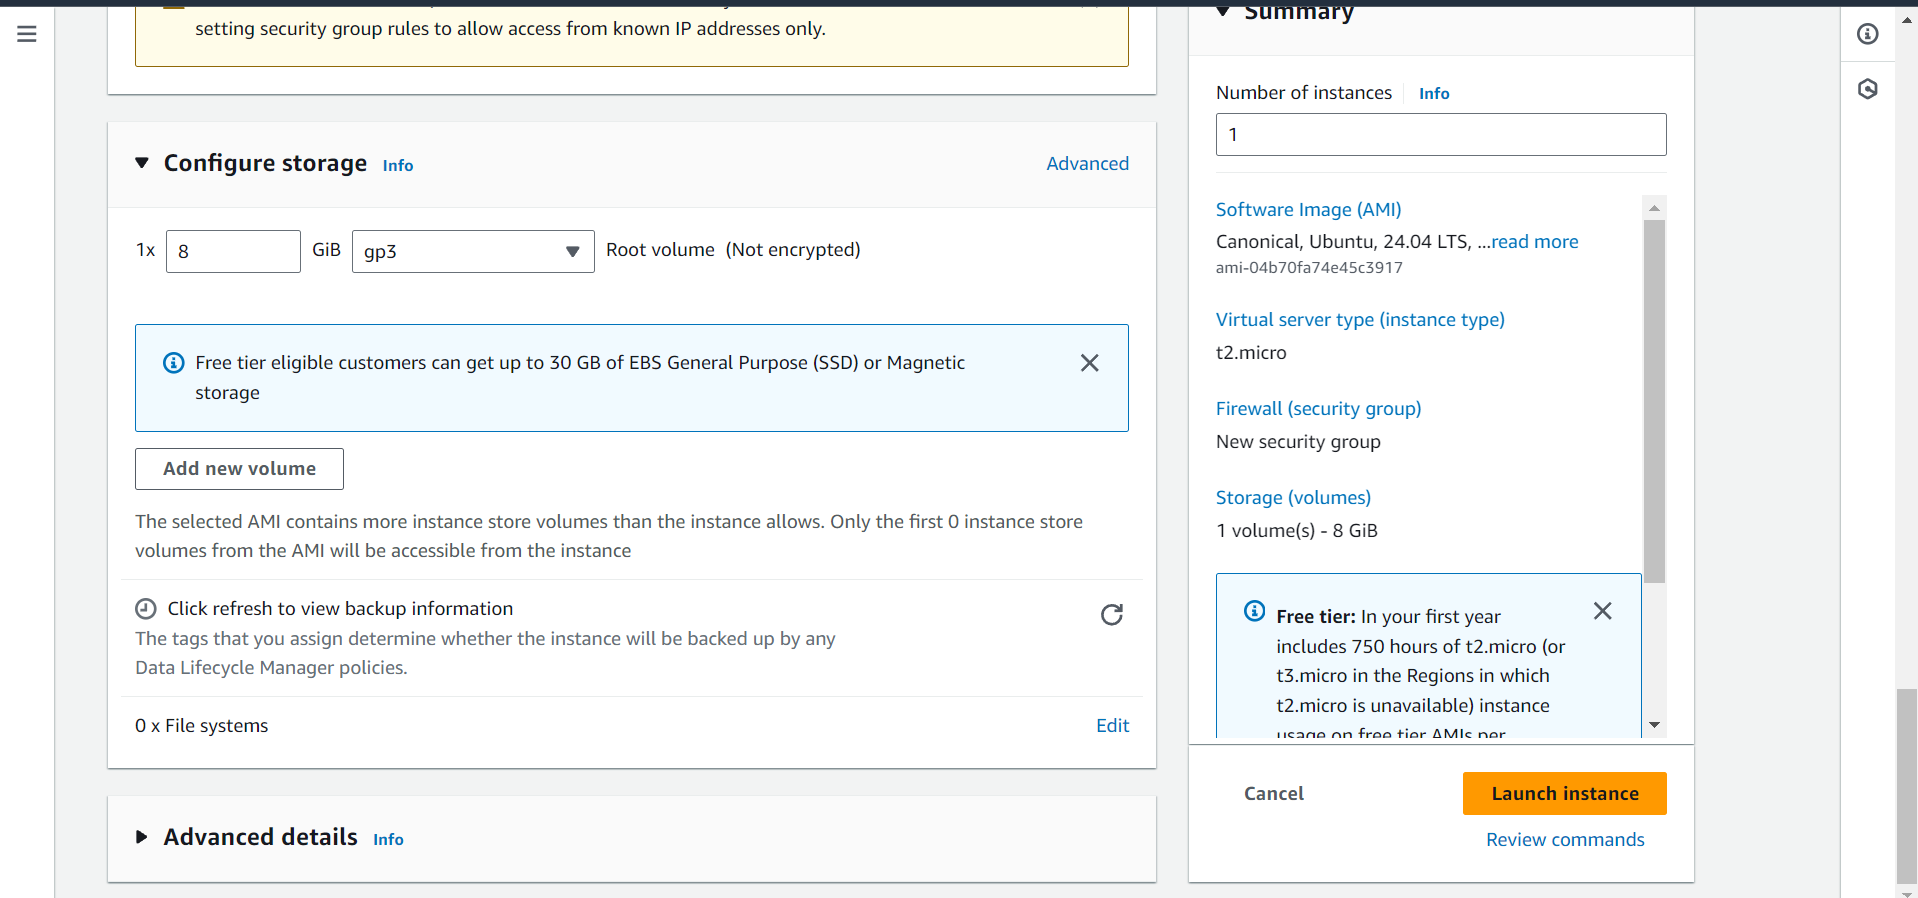 setting security group rules to allow access from known IP addresses only.
Configure storage Info
Advanced
1x 8 GiB gp3 Root volume (Not encrypted)
Free tier eligible customers can get up to 30 GB of EBS General Purpose (SSD) or Magnetic
storage
Add new volume
The selected AMI contains more instance store volumes than the instance allows. Only the first 0 instance store
volumes from the AMI will be accessible from the instance
Click refresh to view backup information
The tags that you assign determine whether the instance will be backed up by any
Data Lifecycle Manager policies.
0 x File systems
Edit
Advanced details Info
Summary
Number of instances Info
1
Software Image (AMI)
Canonical, Ubuntu, 24.04 LTS, ...read more
ami-04b70fa74e45c3917
Virtual server type (instance type)
t2.micro
Firewall (security group)
New security group
Storage (volumes)
1 volume(s) - 8 GiB
Free tier: In your first year
includes 750 hours of t2.micro (or
t3.micro in the Regions in which
t2.micro is unavailable) instance
usage on free tier AMIs per
Cancel
Launch instance
Review commands